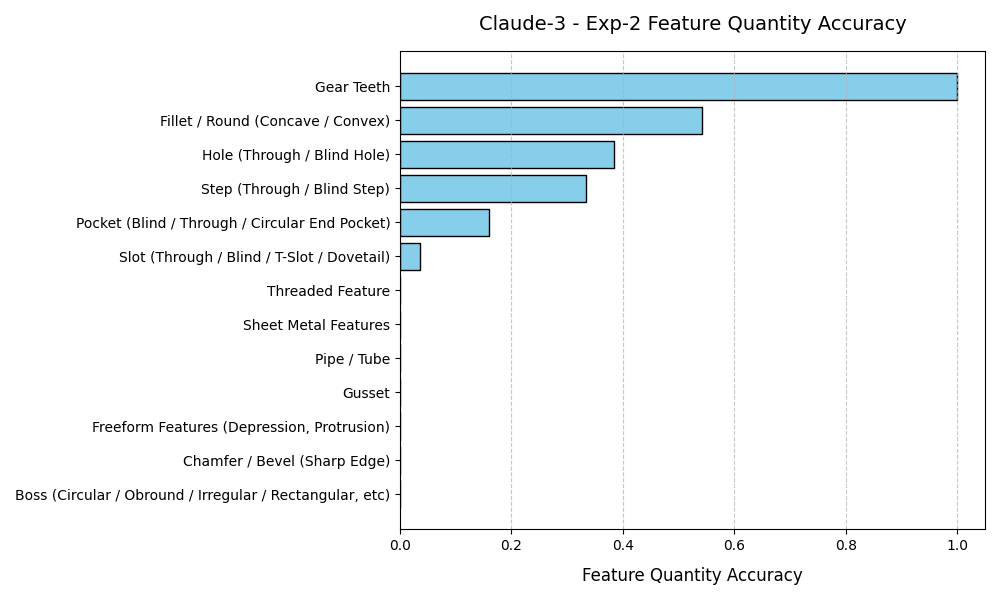 Claude-3 - Exp-2 Feature Quantity Accuracy
Gear Teeth
Fillet / Round (Concave / Convex)
Hole (Through / Blind Hole)
Step (Through / Blind Step)
Pocket (Blind / Through / Circular End Pocket)
Slot (Through / Blind / T-Slot / Dovetail)
Threaded Feature
Sheet Metal Features
Pipe / Tube
Gusset
Freeform Features (Depression, Protrusion)
Chamfer / Bevel (Sharp Edge)
Boss (Circular / Obround / Irregular / Rectangular, etc)
0.0 0.2 0.4 0.6 0.8 1.0
Feature Quantity Accuracy